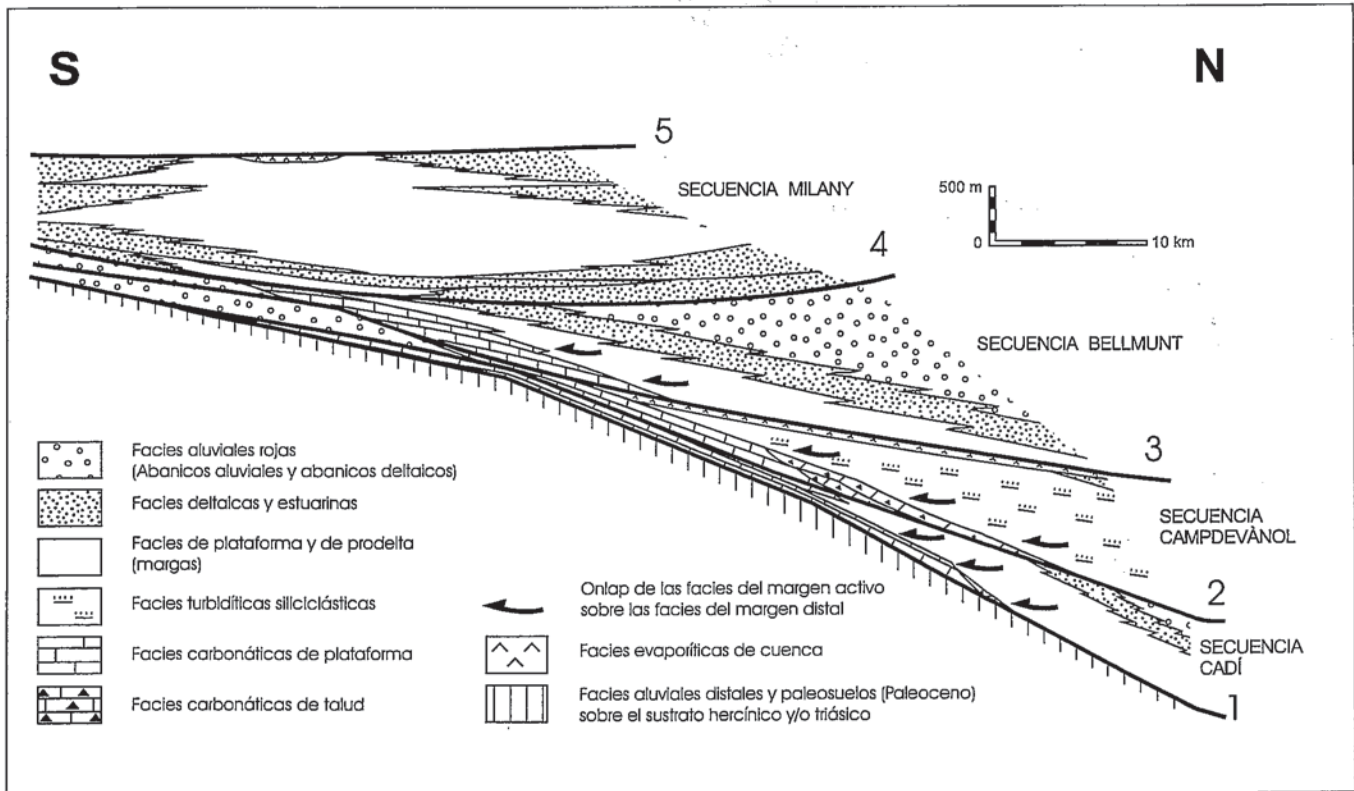 S
N
5
SECUENCIA MILANY
500 m
0
10 km
4
SECUENCIA BELLMUNT
3
SECUENCIA
CAMPDEVÀNOL
2
SECUENCIA
CADÍ
1
Facies aluviales rojas
(Abanicos aluviales y abanicos deltaicos)
Facies deltaicas y estuarinas
Facies de plataforma y de prodelta
(margas)
Facies turbidíticas siliciclásticas
Facies carbonáticas de plataforma
Facies carbonáticas de talud
Onlap de las facies del margen activo
sobre las facies del margen distal
Facies evaporíticas de cuenca
Facies aluviales distales y paleosuelos (Paleoceno)
sobre el sustrato hercínico y/o triásico